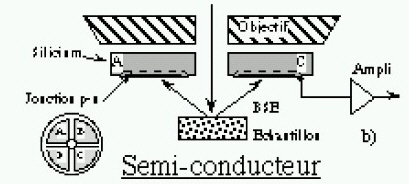 Objectif
Silicium
A
C
Ampli
Jonction p-n
BSE
A B
D C
Echantillon
b)
Semi-conducteur